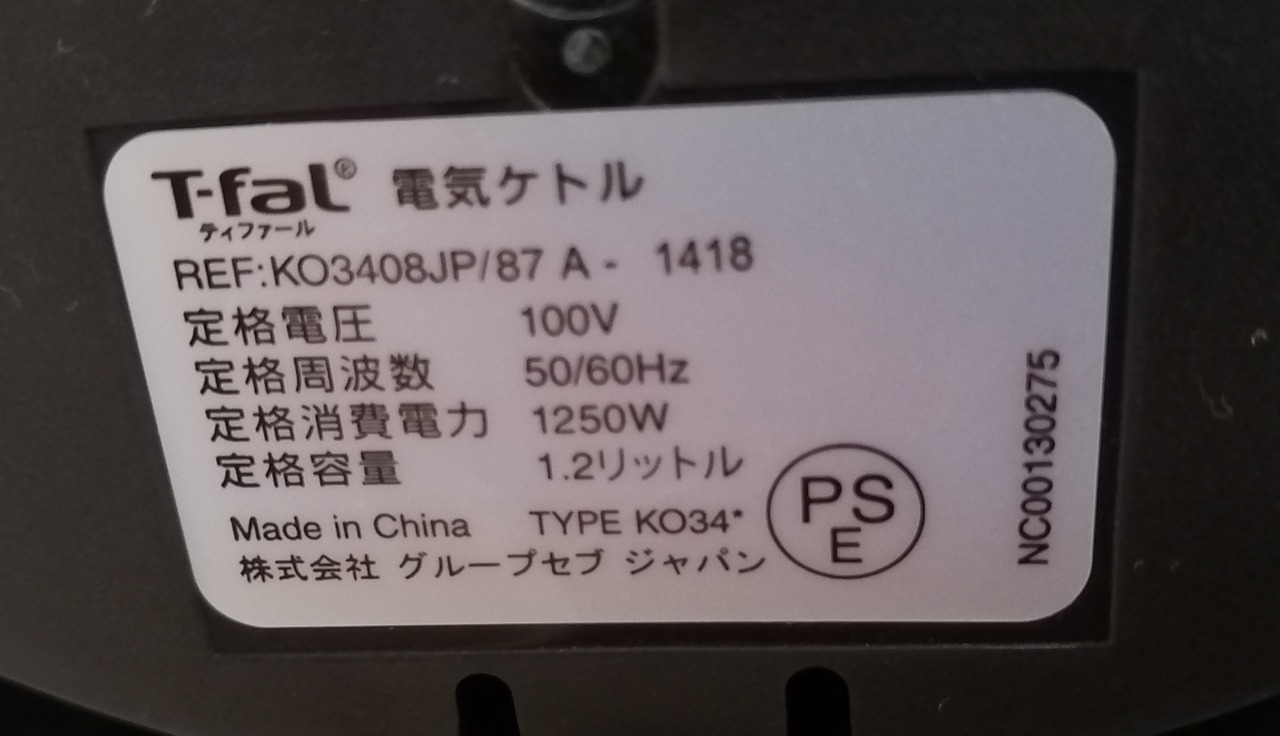 T-fal® 電気ケトル
ティファール
REF:KO3408JP/87 A - 1418
定格電圧 100V
定格周波数 50/60Hz
定格消費電力 1250W
定格容量 1.2リットル
Made in China TYPE KO34*
株式会社 グループセブ ジャパン
PS
E
NC00130275